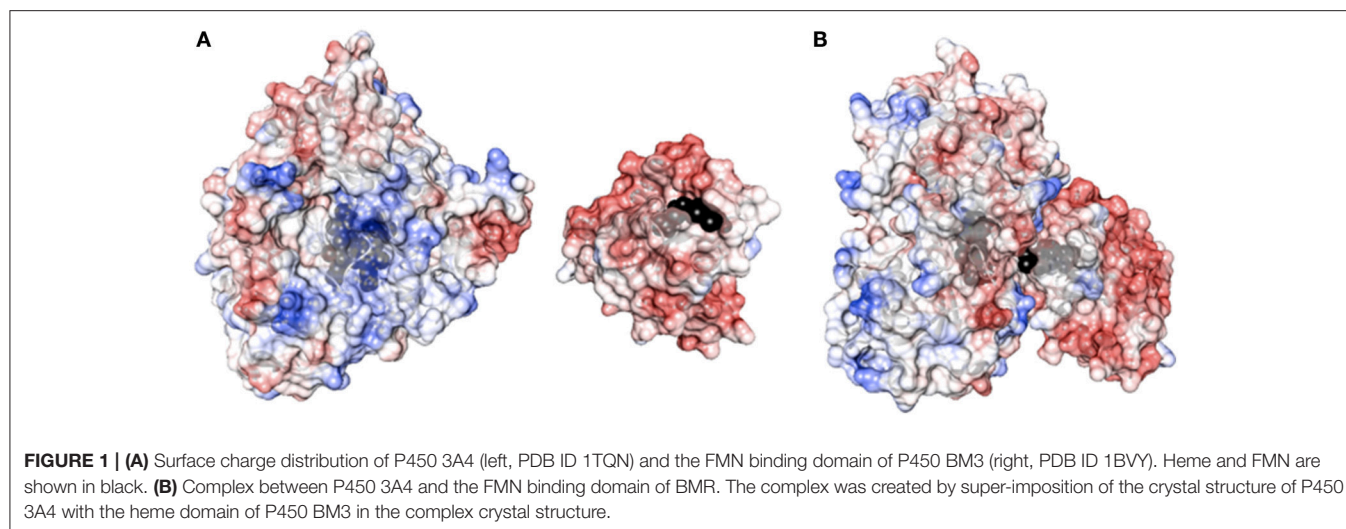 A
B
FIGURE 1 | (A) Surface charge distribution of P450 3A4 (left, PDB ID 1TQN) and the FMN binding domain of P450 BM3 (right, PDB ID 1BVY). Heme and FMN are
shown in black. (B) Complex between P450 3A4 and the FMN binding domain of BMR. The complex was created by super-imposition of the crystal structure of P450
3A4 with the heme domain of P450 BM3 in the complex crystal structure.